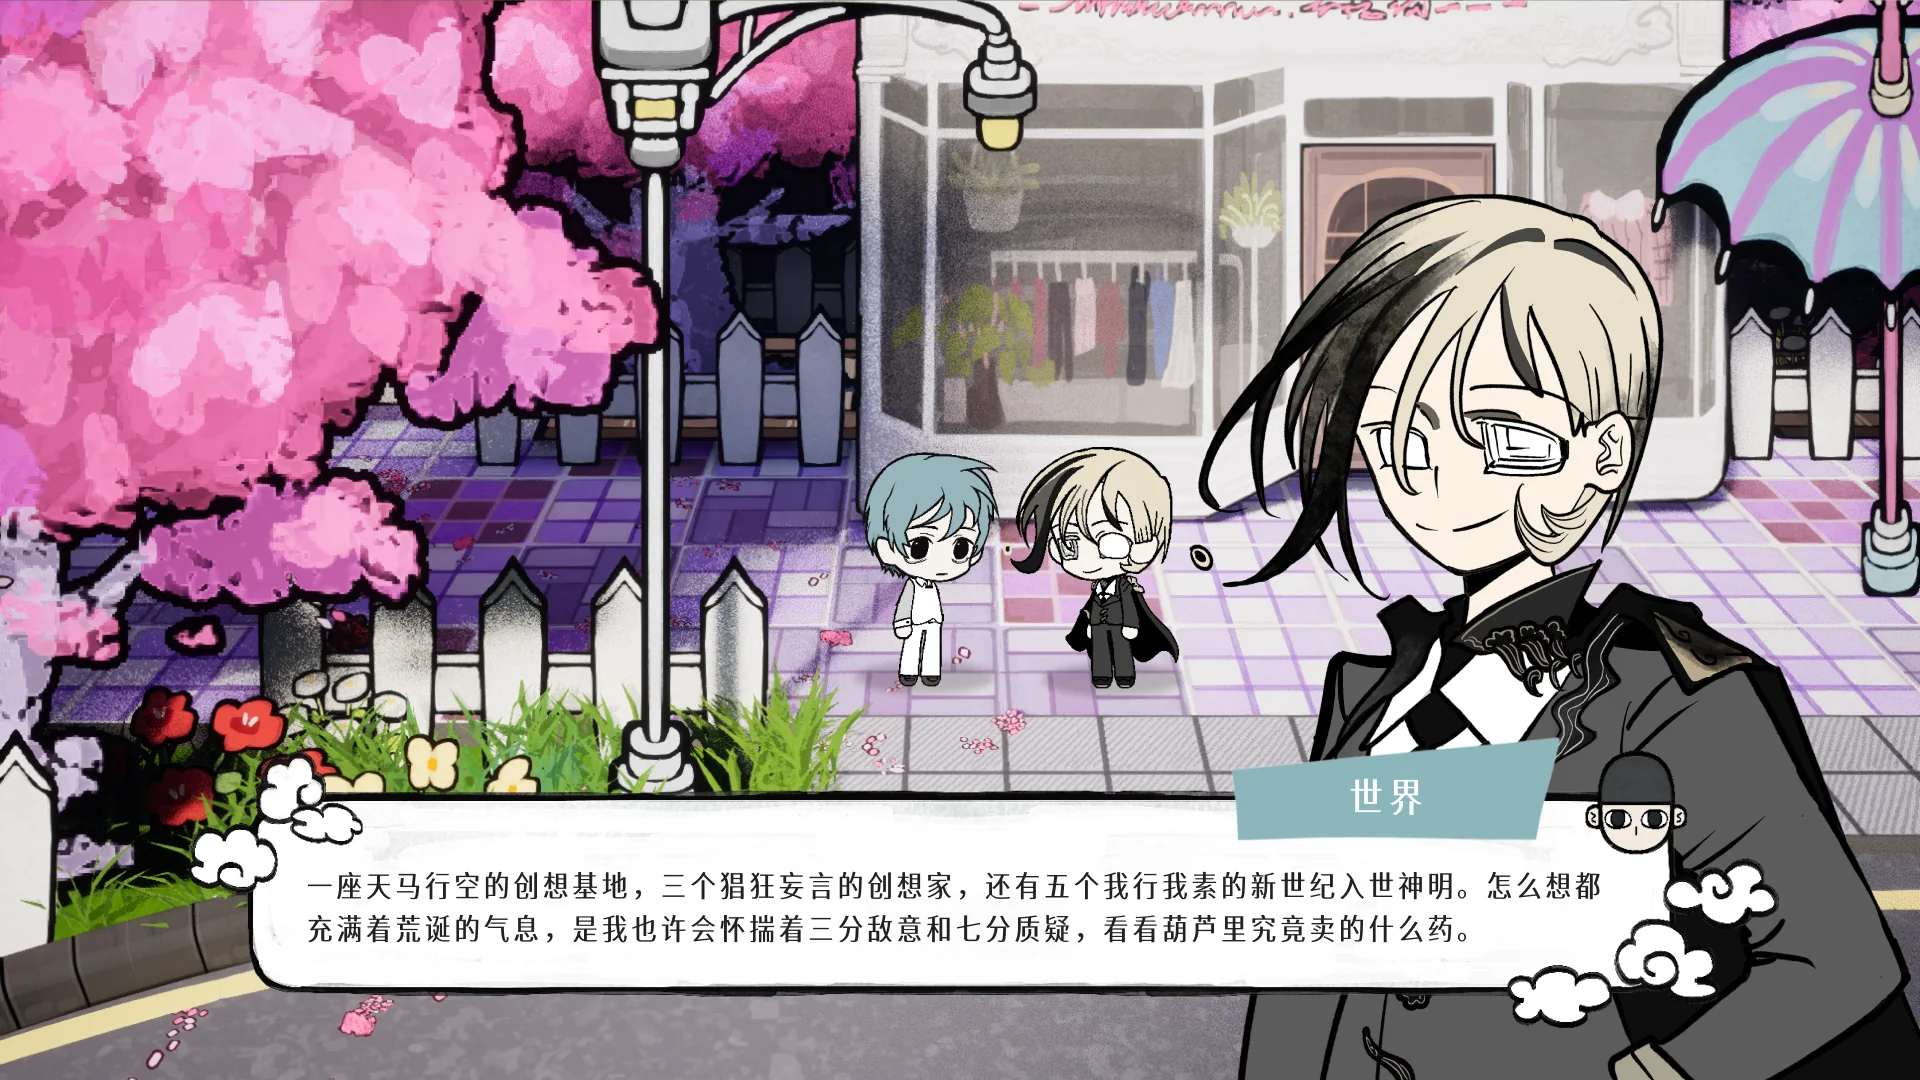 世界
一座天马行空的创想基地，三个猖狂妄言的创想家，还有五个我行我素的新世纪入世神明。怎么想都
充满着荒诞的气息，是我也许会怀揣着三分敌意和七分质疑，看看葫芦里究竟卖的什么药。